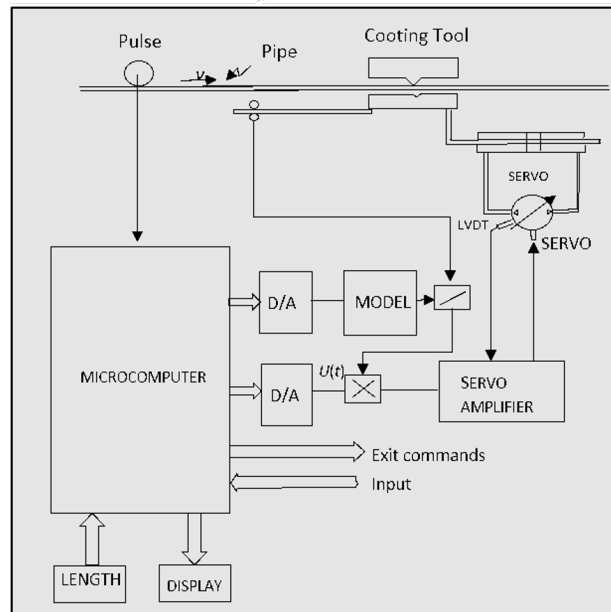 Pulse
Pipe
Cooting Tool
v
SERVO
LVDT
SERVO
D/A
MODEL
MICROCOMPUTER
U(t)
D/A
SERVO
AMPLIFIER
Exit commands
Input
LENGTH
DISPLAY